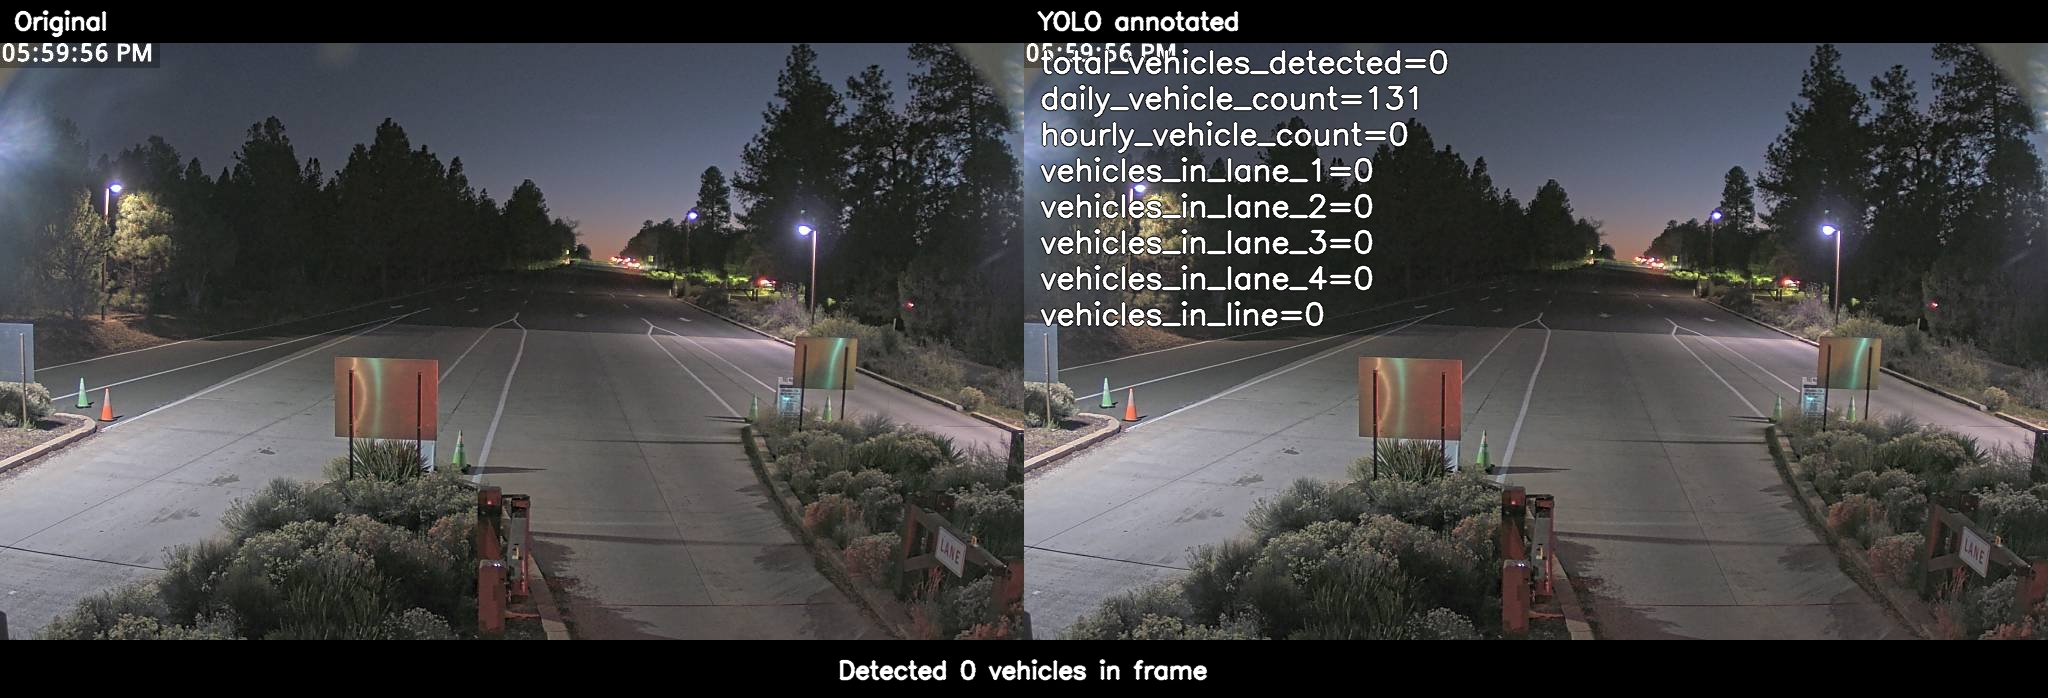 Original
05:59:56 PM
LANE
YOLO annotated
05:59:56 PM
total_vehicles_detected=0
daily_vehicle_count=131
hourly_vehicle_count=0
vehicles_in_lane_1=0
vehicles_in_lane_2=0
vehicles_in_lane_3=0
vehicles_in_lane_4=0
vehicles_in_line=0
LANE
Detected 0 vehicles in frame